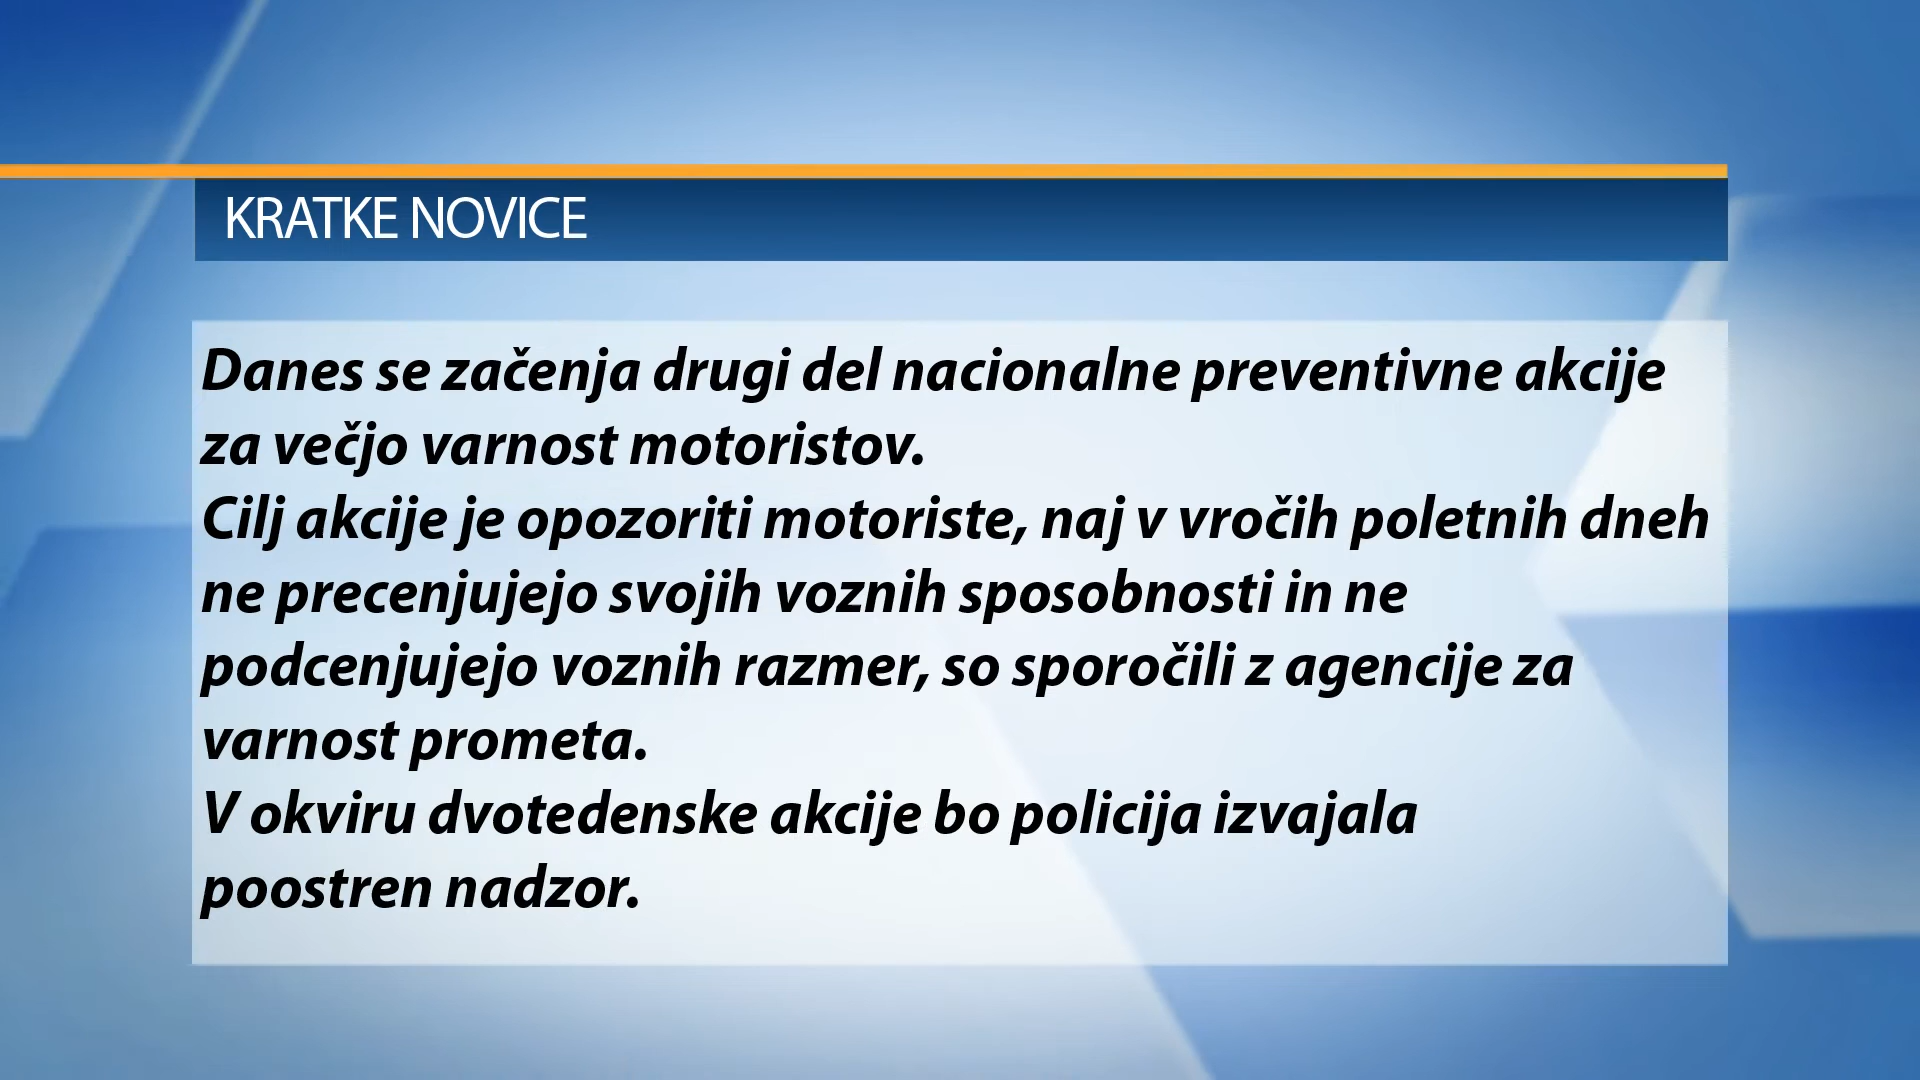 KRATKE NOVICE
Danes se začenja drugi del nacionalne preventivne akcije
za večjo varnost motoristov.
Cilj akcije je opozoriti motoriste, naj v vročih poletnih dneh
ne precenjujejo svojih voznih sposobnosti in ne
podcenjujejo voznih razmer, so sporočili z agencije za
varnost prometa.
V okviru dvotedenske akcije bo policija izvajala
poostren nadzor.